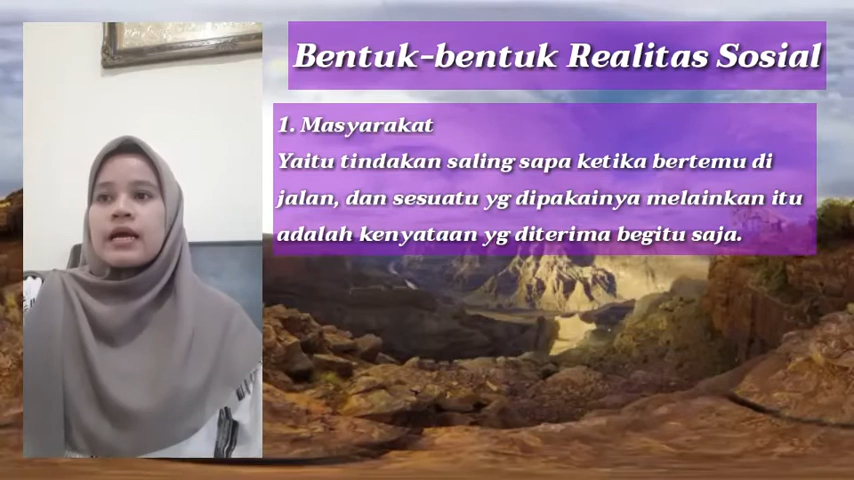 Bentuk-bentuk Realitas Sosial
1. Masyarakat
Yaitu tindakan saling sapa ketika bertemu di
jalan, dan sesuatu yg dipakainya melainkan itu
adalah kenyataan yg diterima begitu saja.